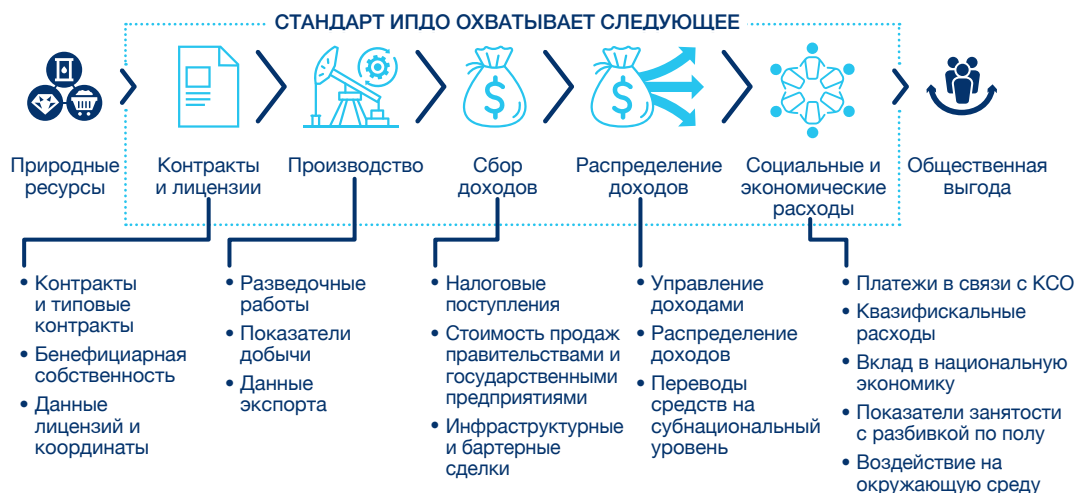 СТАНДАРТ ИПДО ОХВАТЫВАЕТ СЛЕДУЮЩЕЕ
Природные
ресурсы
Контракты
и лицензии
Производство
Сбор
доходов
Распределение
доходов
Социальные и
экономические
расходы
Общественная
выгода
• Контракты
и типовые
контракты
• Бенефициарная
собственность
• Данные
лицензий и
координаты
• Разведочные
работы
• Показатели
добычи
• Данные
экспорта
• Налоговые
поступления
• Стоимость продаж
правительствами и
государственными
предприятиями
• Инфраструктурные
и бартерные
сделки
• Управление
доходами
• Распределение
доходов
• Переводы
средств на
субнациональный
уровень
• Платежи в связи с КСО
• Квазифискальные
расходы
• Вклад в национальную
экономику
• Показатели занятости
с разбивкой по полу
• Воздействие на
окружающую среду